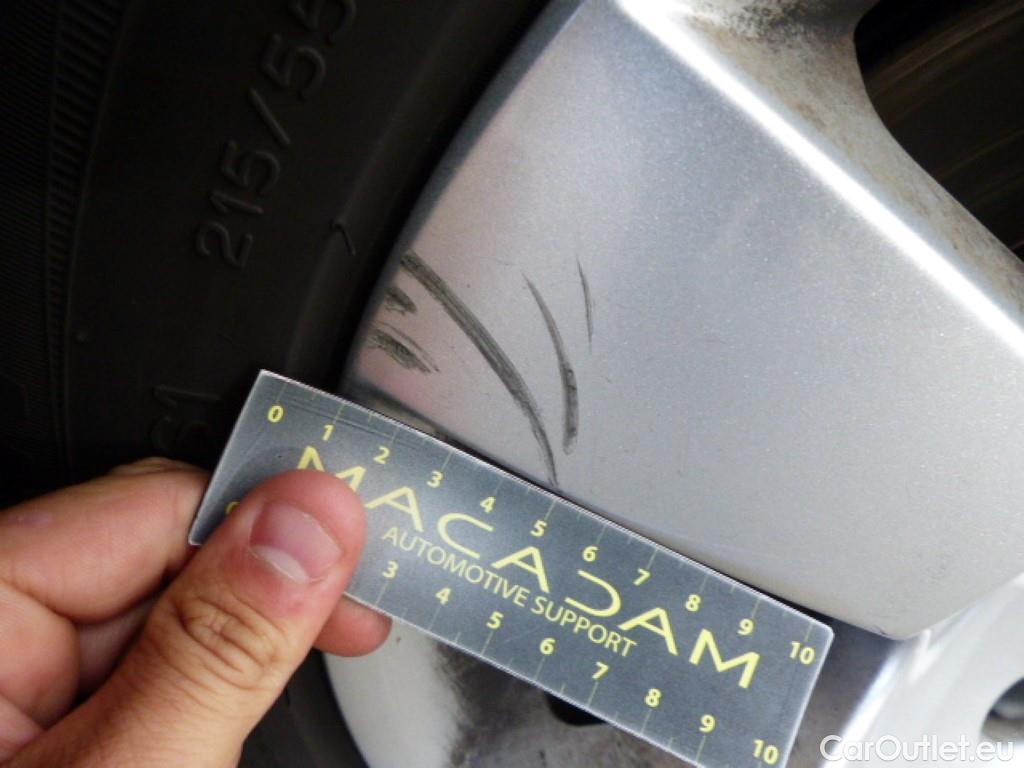 215/55
S1
0 1 2 3 4 5 6 7 8 9 10
MACADAM
AUTOMOTIVE SUPPORT
3 4 5 6 7 8 9 10
CarOutlet.eu